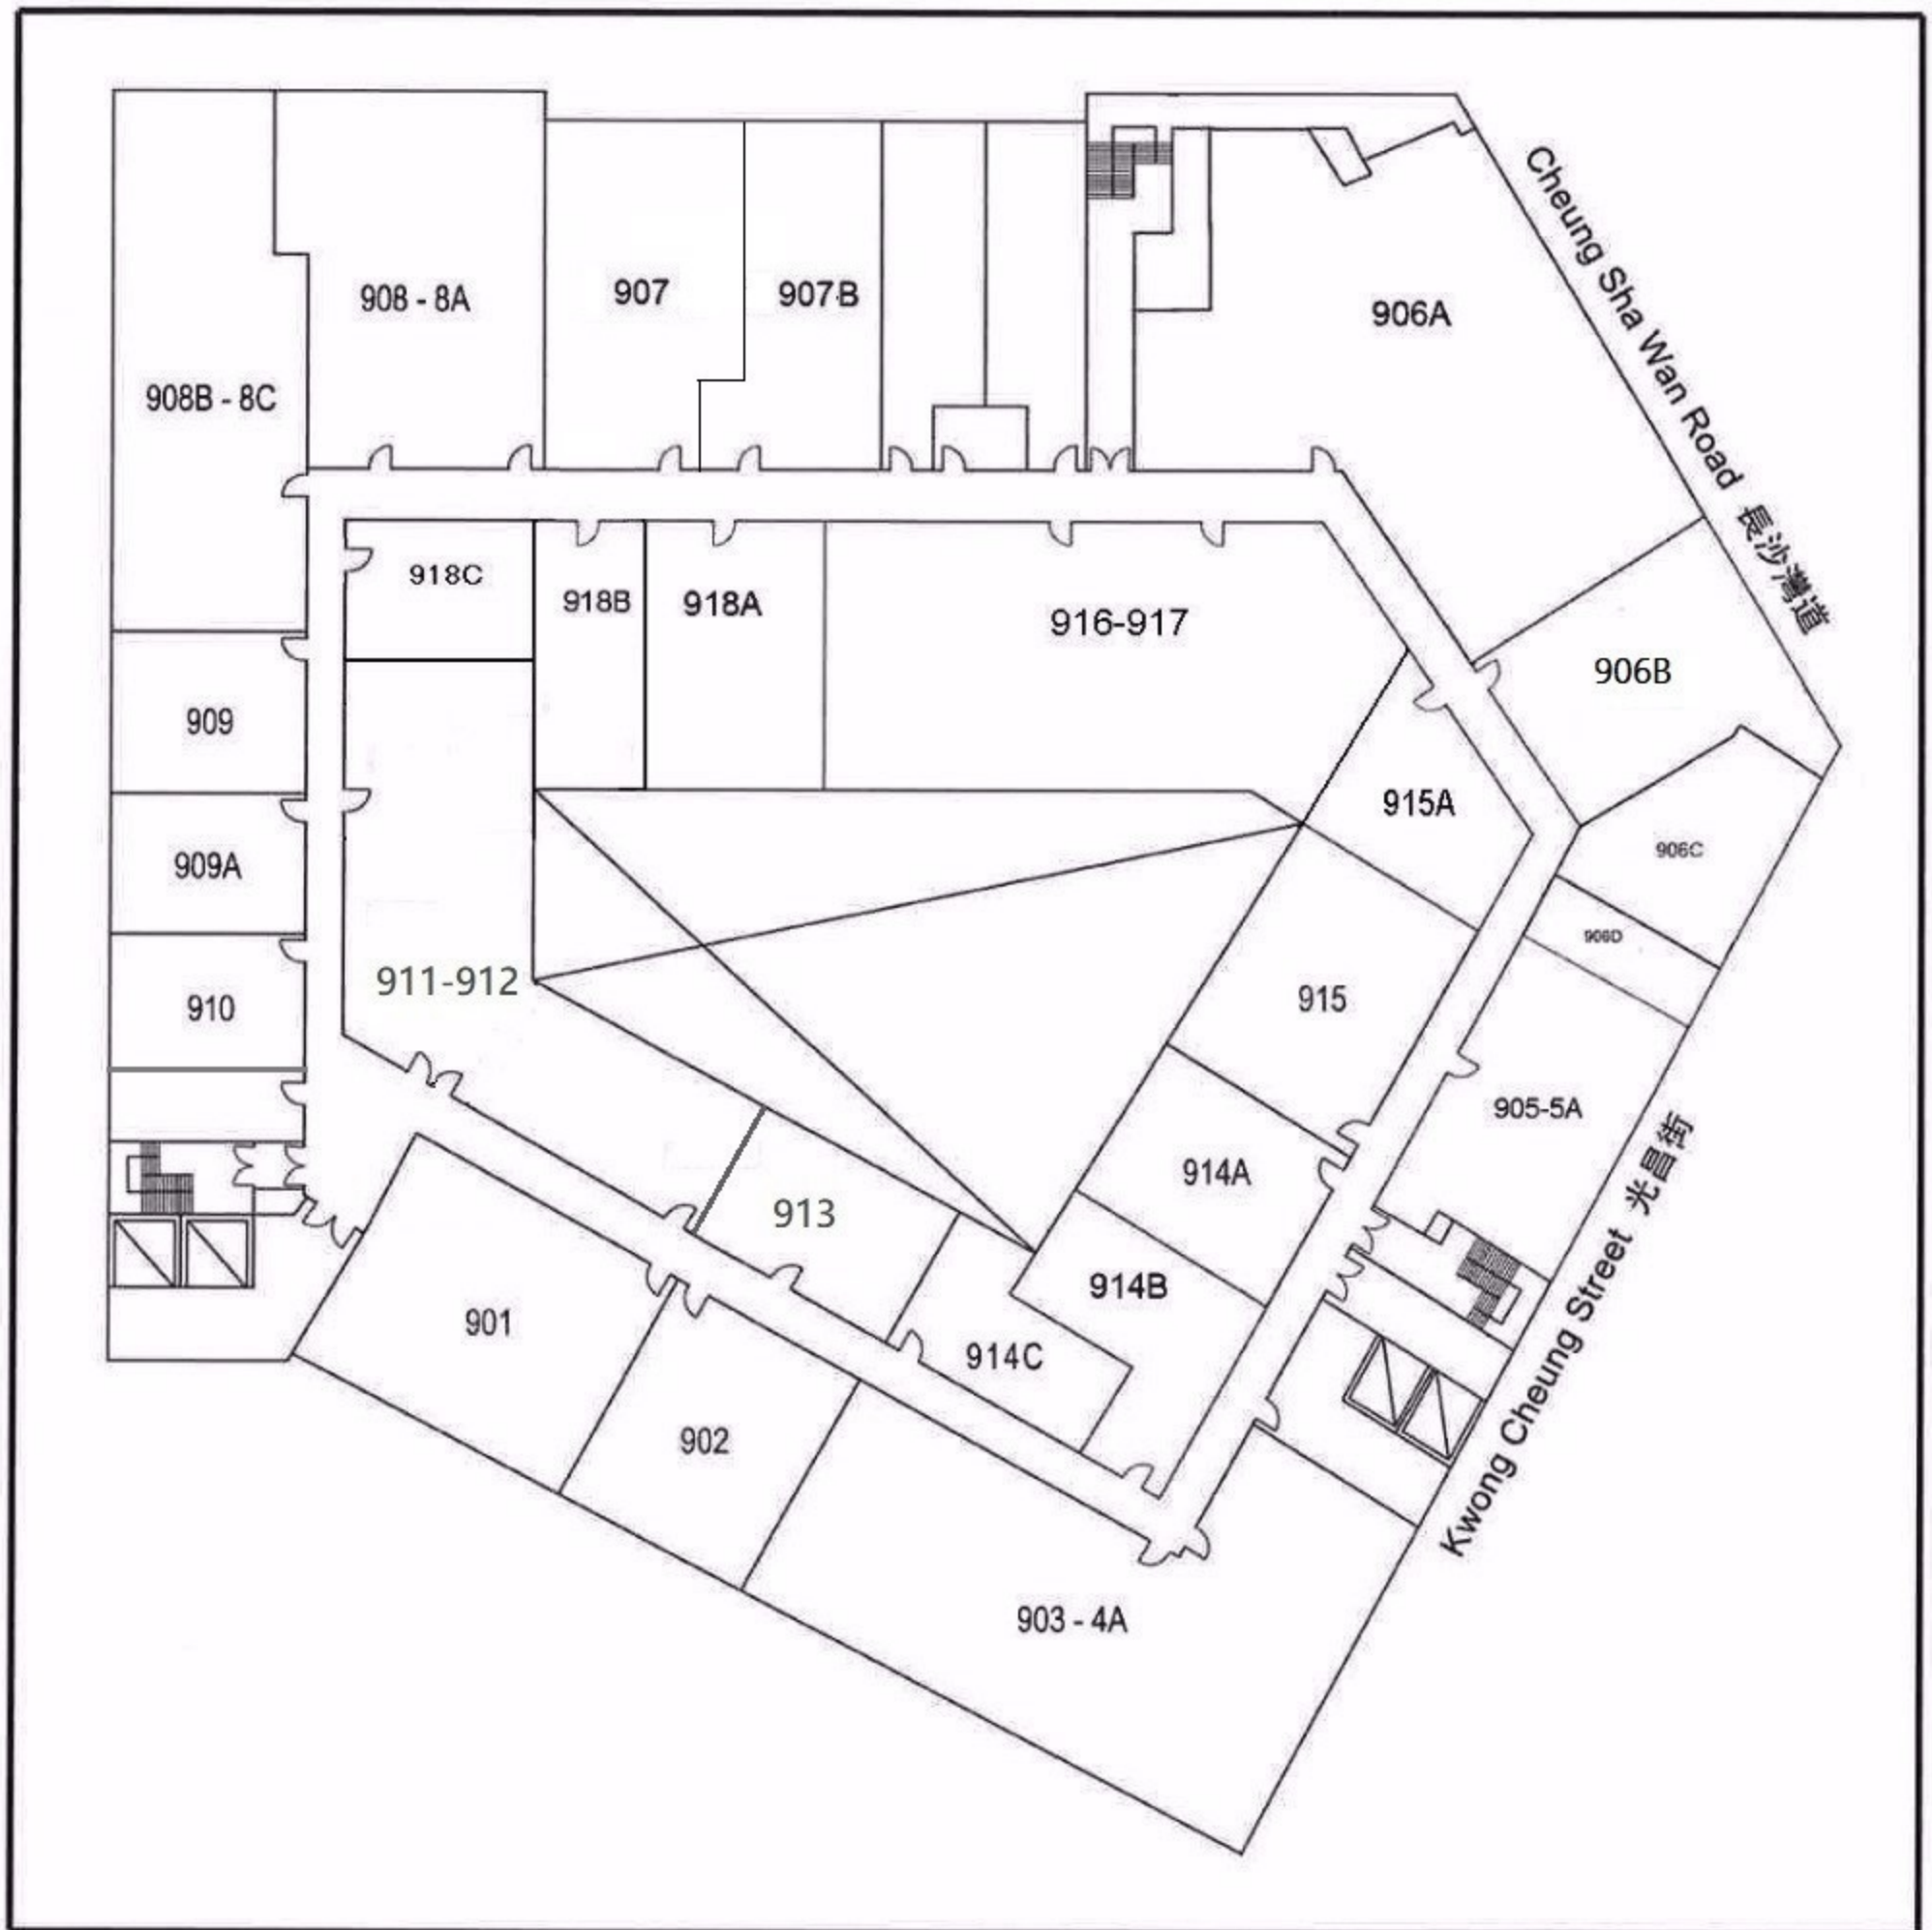 908 - 8A
907
907B
906A
908B - 8C
Cheung Sha Wan Road 長沙灣道
918C
918B
918A
916-917
906B
909
915A
906C
909A
906D
911-912
915
910
905-5A
914A
913
914B
901
914C
902
Kwong Cheung Street 光昌街
903 - 4A